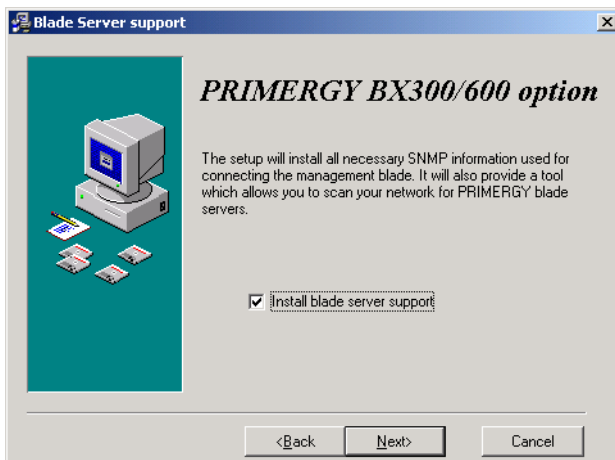 Blade Server support
PRIMERGY BX300/600 option
The setup will install all necessary SNMP information used for
connecting the management blade. It will also provide a tool
which allows you to scan your network for PRIMERGY blade
servers.
Install blade server support
<Back
Next>
Cancel